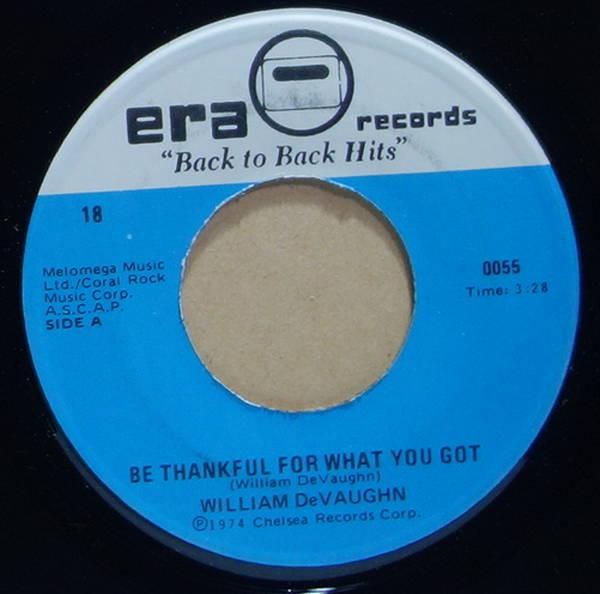 era records
"Back to Back Hits"
18
Melomega Music
Ltd./Coral Rock
Music Corp.
A.S.C.A.P.
SIDE A
0055
Time: 3:28
BE THANKFUL FOR WHAT YOU GOT
(William DeVaughn)
WILLIAM DeVAUGHN
℗1974 Chelsea Records Corp.